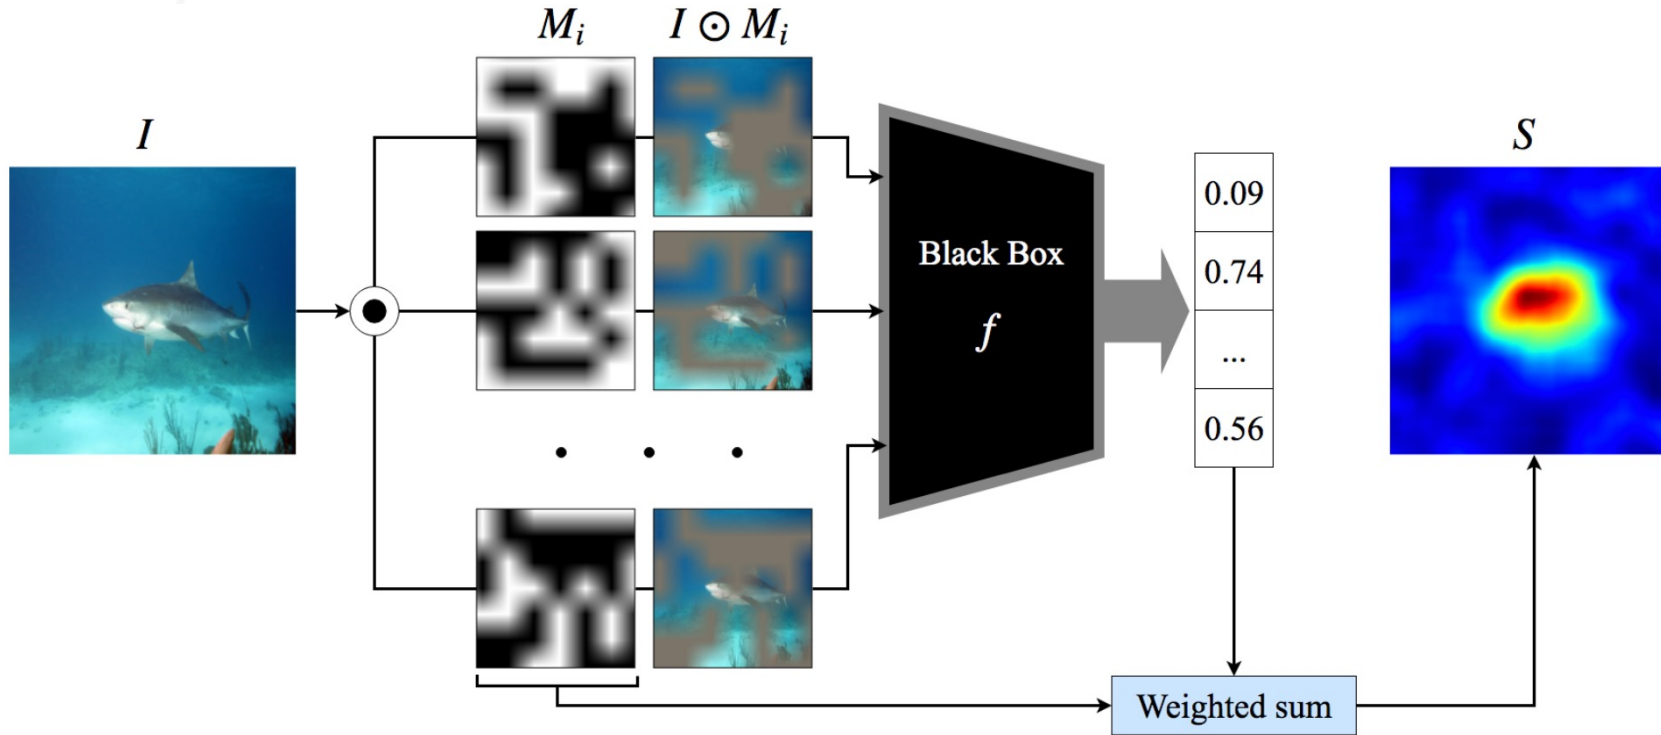 M_i
I ⊙ M_i
I
S
Black Box
f
0.09
0.74
...
0.56
Weighted sum